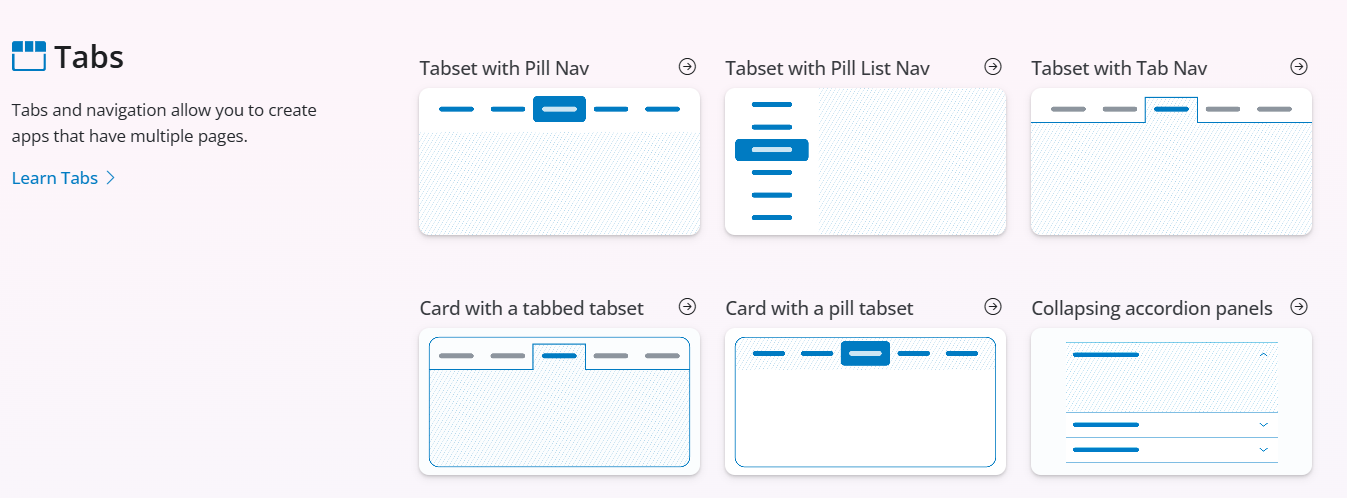 Tabs
Tabs and navigation allow you to create
apps that have multiple pages.
Learn Tabs
Tabset with Pill Nav
Tabset with Pill List Nav
Tabset with Tab Nav
Card with a tabbed tabset
Card with a pill tabset
Collapsing accordion panels